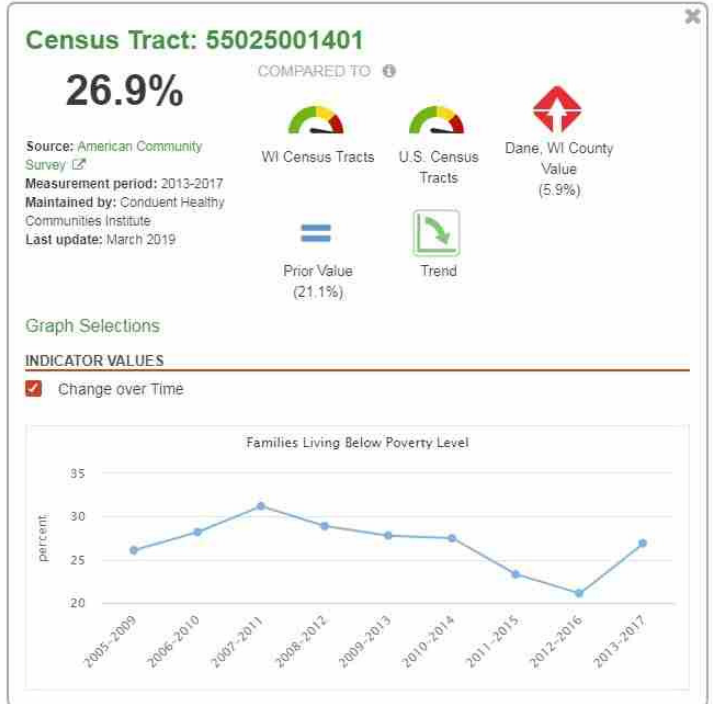 Census Tract: 55025001401
26.9%
COMPARED TO
Source: American Community
Survey
Measurement period: 2013-2017
Maintained by: Conduent Healthy
Communities Institute
Last update: March 2019
WI Census Tracts
U.S. Census
Tracts
Dane, WI County
Value
(5.9%)
Prior Value
(21.1%)
Trend
Graph Selections
INDICATOR VALUES
Change over Time
Families Living Below Poverty Level
percent
35
30
25
20
2005-2009
2006-2010
2007-2011
2008-2012
2009-2013
2010-2014
2011-2015
2012-2016
2013-2017